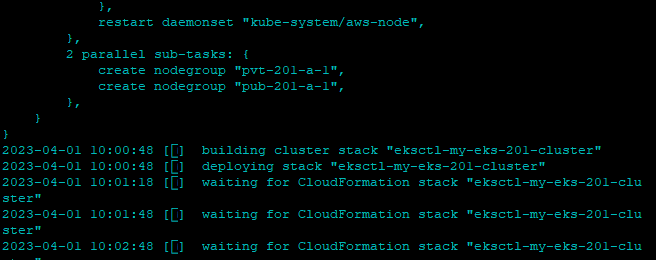 },
restart daemonset "kube-system/aws-node",
},
2 parallel sub-tasks: {
create nodegroup "pvt-201-a-1",
create nodegroup "pub-201-a-1",
},
}
}
2023-04-01 10:00:48 [▯]  building cluster stack "eksctl-my-eks-201-cluster"
2023-04-01 10:00:48 [▯]  deploying stack "eksctl-my-eks-201-cluster"
2023-04-01 10:01:18 [▯]  waiting for CloudFormation stack "eksctl-my-eks-201-clu
ster"
2023-04-01 10:01:48 [▯]  waiting for CloudFormation stack "eksctl-my-eks-201-clu
ster"
2023-04-01 10:02:48 [▯]  waiting for CloudFormation stack "eksctl-my-eks-201-clu